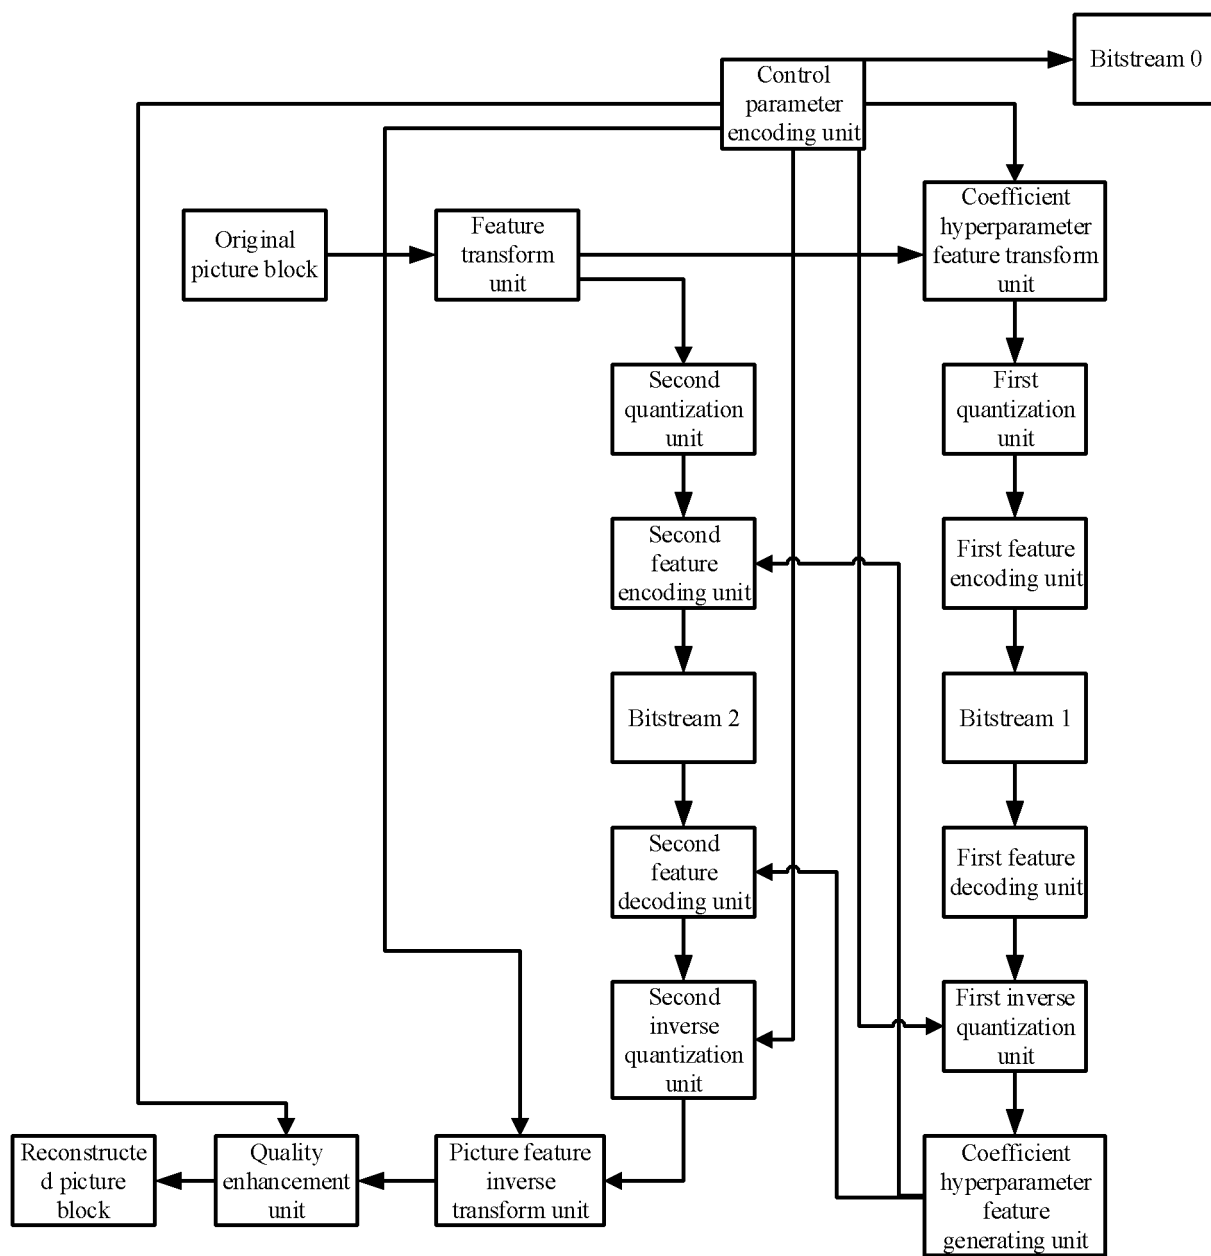 Bitstream 0
Control
parameter
encoding unit
Coefficient
hyperparameter
feature transform
unit
Original
picture block
Feature
transform
unit
Second
quantization
unit
First
quantization
unit
Second
feature
encoding unit
First feature
encoding unit
Bitstream 2
Bitstream 1
Second
feature
decoding unit
First feature
decoding unit
Second
inverse
quantization
unit
First inverse
quantization
unit
Reconstructe
d picture
block
Quality
enhancement
unit
Picture feature
inverse
transform unit
Coefficient
hyperparameter
feature
generating unit